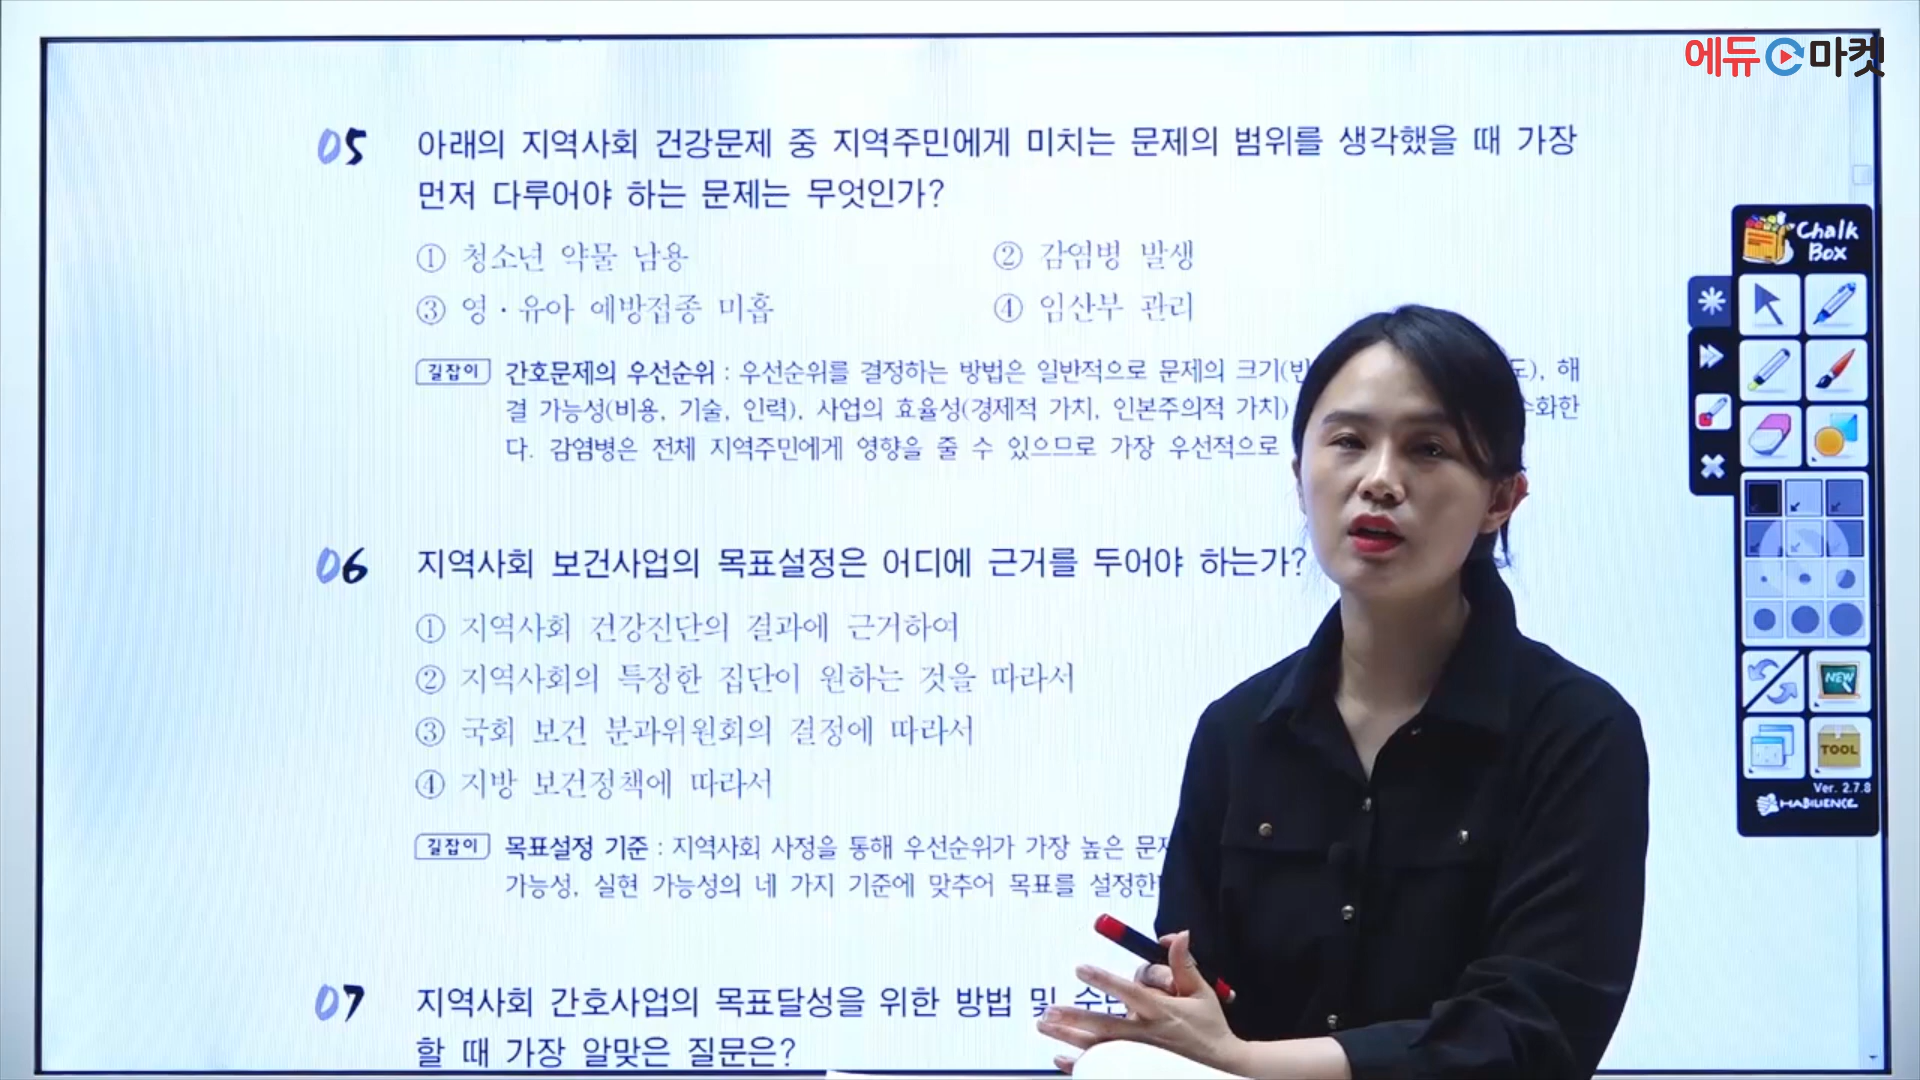 에듀마켓
05 아래의 지역사회 건강문제 중 지역주민에게 미치는 문제의 범위를 생각했을 때 가장
먼저 다루어야 하는 문제는 무엇인가?
① 청소년 약물 남용 ② 감염병 발생
③ 영·유아 예방접종 미흡 ④ 임산부 관리
길잡이 간호문제의 우선순위 : 우선순위를 결정하는 방법은 일반적으로 문제의 크기( 도), 해
결 가능성(비용, 기술, 인력), 사업의 효율성(경제적 가치, 인본주의적 가치) 수화한
다. 감염병은 전체 지역주민에게 영향을 줄 수 있으므로 가장 우선적으로
06 지역사회 보건사업의 목표설정은 어디에 근거를 두어야 하는가?
① 지역사회 건강진단의 결과에 근거하여
② 지역사회의 특정한 집단이 원하는 것을 따라서
③ 국회 보건 분과위원회의 결정에 따라서
④ 지방 보건정책에 따라서
길잡이 목표설정 기준 : 지역사회 사정을 통해 우선순위가 가장 높은
가능성, 실현 가능성의 네 가지 기준에 맞추어 목표를
07 지역사회 간호사업의 목표달성을 위한 방법 및
할 때 가장 알맞은 질문은?
Chalk
Box
NEW
TOOL
Ver. 2.7.8
HABILIENCE